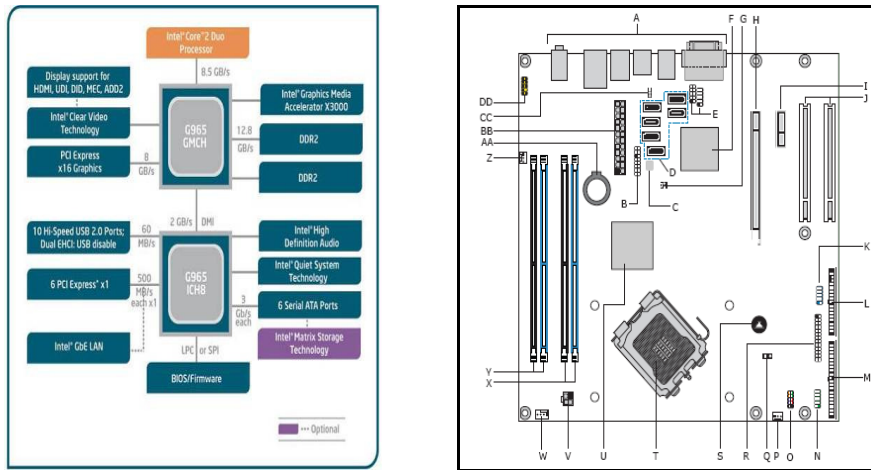 Intel® Core™2 Duo
Processor
8.5 GB/s
Display support for
HDMI, UDI, DID, MEC, ADD2
Intel® Clear Video
Technology
PCI Express
x16 Graphics
8
GB/s
G965
GMCH
12.8
GB/s
Intel® Graphics Media
Accelerator X3000
DDR2
DDR2
2 GB/s DMI
10 Hi-Speed USB 2.0 Ports;
Dual EHCI: USB disable
60
MB/s
6 PCI Express® x1
500
MB/s
each x1
Intel® GbE LAN
G965
ICH8
Intel® High
Definition Audio
Intel® Quiet System
Technology
3
Gb/s
each
6 Serial ATA Ports
Intel® Matrix Storage
Technology
LPC or SPI
BIOS/Firmware
Optional
A
G
F
H
I
J
DD
CC
BB
AA
Z
E
D
B
C
G
K
L
M
Y
X
W
V
U
T
S
R
Q
P
O
N